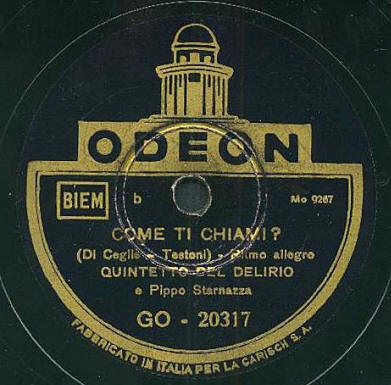 ODEON
BIEM b Mo 9267
COME TI CHIAMI?
(Di Ceglie - Testoni) - Ritmo allegro
QUINTETTO DEL DELIRIO
e Pippo Starnazza
GO - 20317
FABBRICATO IN ITALIA PER LA CARISCH S. A.